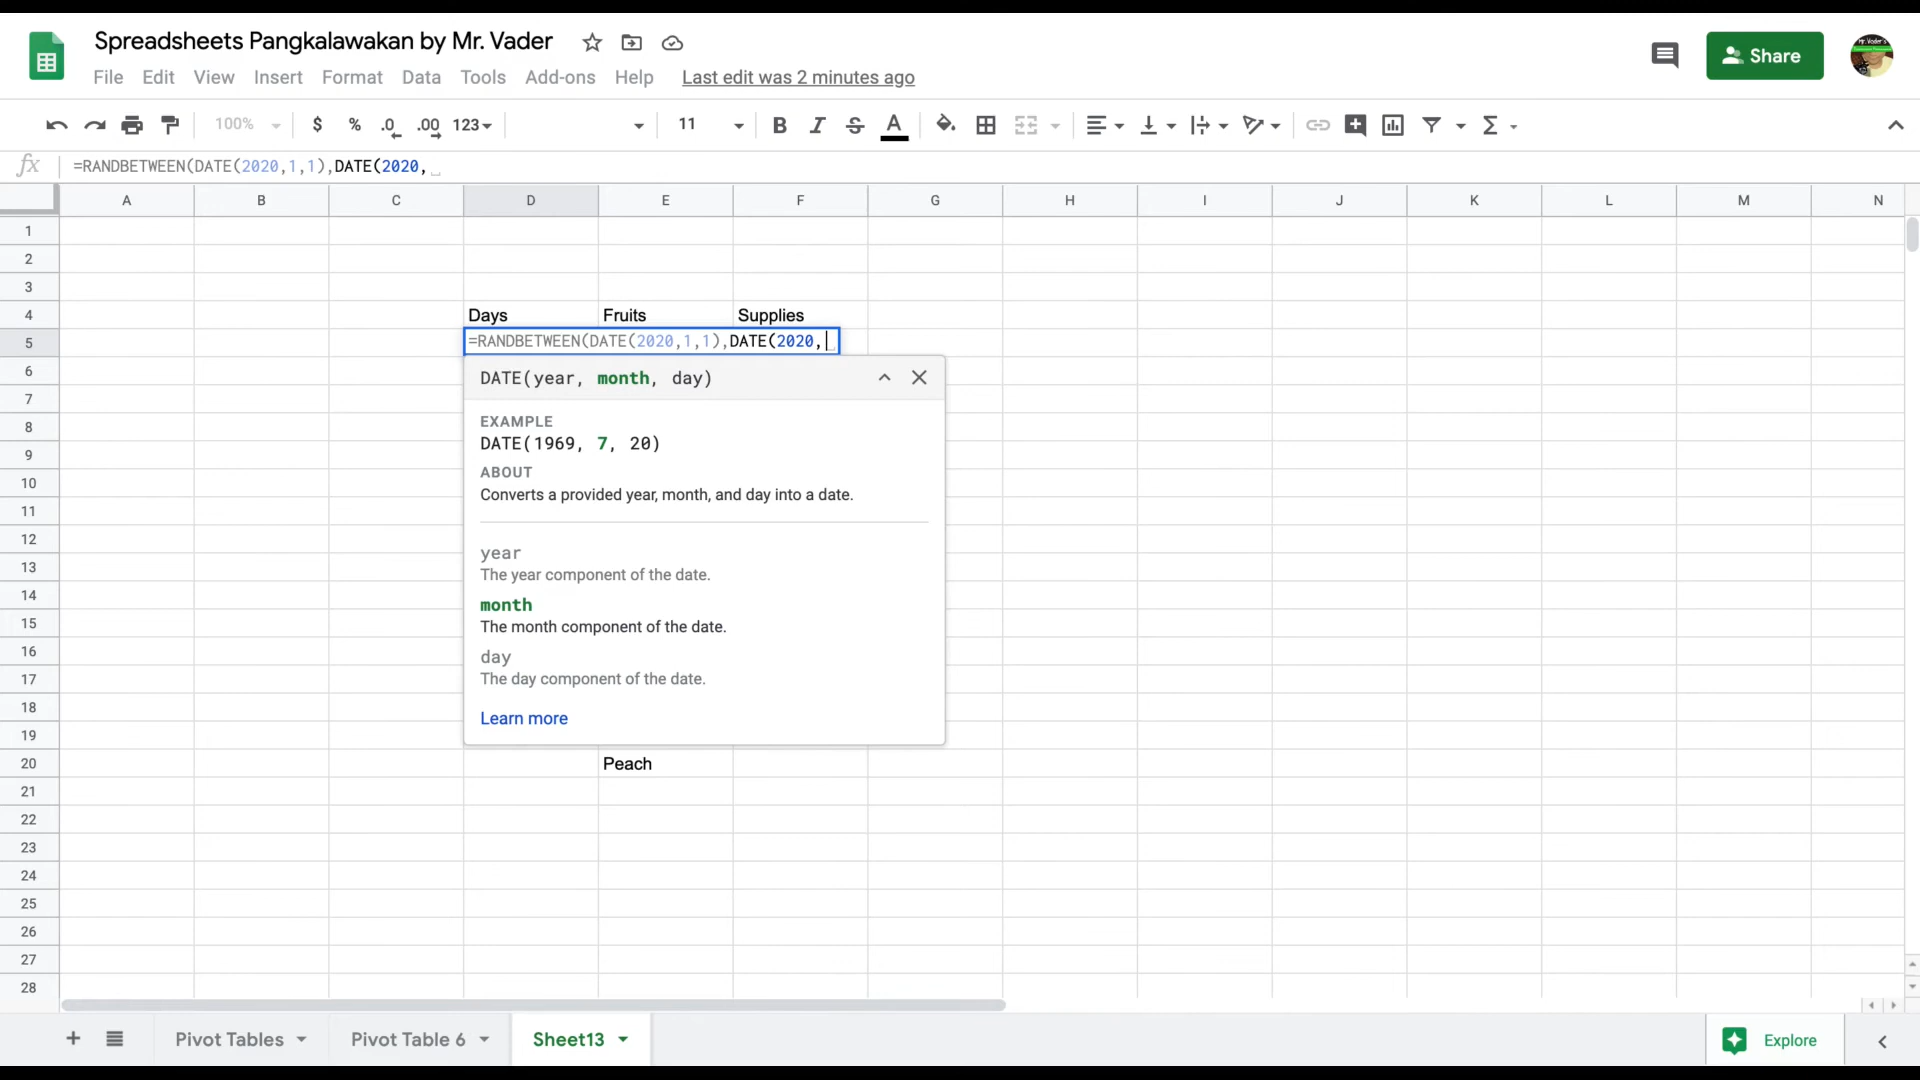 Spreadsheets Pangkalawakan by Mr. Vader
Share
File Edit View Insert Format Data Tools Add-ons Help Last edit was 2 minutes ago
100% $ % .0 .00 123 11 B I S A Σ
fx =RANDBETWEEN(DATE(2020,1,1),DATE(2020,
A B C D E F G H I J K L M N
1
2
3
4 Days Fruits Supplies
5 =RANDBETWEEN(DATE(2020,1,1),DATE(2020,
6 DATE(year, month, day)
7
8 EXAMPLE
9 DATE(1969, 7, 20)
10 ABOUT
Converts a provided year, month, and day into a date.
11
12
13 year
The year component of the date.
14 month
15 The month component of the date.
16 day
17 The day component of the date.
18 Learn more
19
20 Peach
21
22
23
24
25
26
27
28
+ Pivot Tables Pivot Table 6 Sheet13 Explore